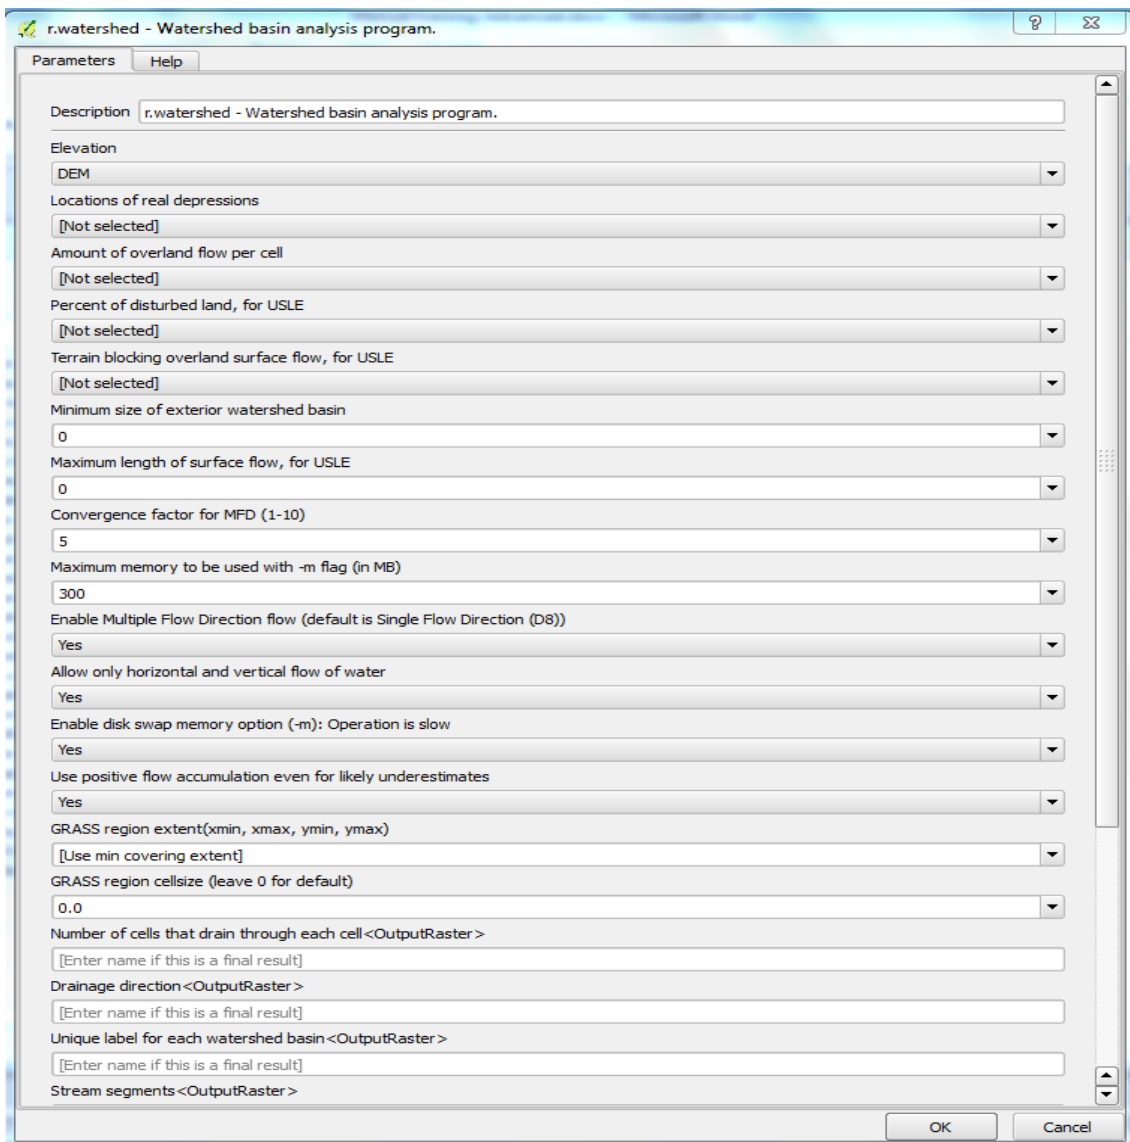 r.watershed - Watershed basin analysis program.
Parameters
Help
Description r.watershed - Watershed basin analysis program.
Elevation
DEM
Locations of real depressions
[Not selected]
Amount of overland flow per cell
[Not selected]
Percent of disturbed land, for USLE
[Not selected]
Terrain blocking overland surface flow, for USLE
[Not selected]
Minimum size of exterior watershed basin
0
Maximum length of surface flow, for USLE
0
Convergence factor for MFD (1-10)
5
Maximum memory to be used with -m flag (in MB)
300
Enable Multiple Flow Direction flow (default is Single Flow Direction (D8))
Yes
Allow only horizontal and vertical flow of water
Yes
Enable disk swap memory option (-m): Operation is slow
Yes
Use positive flow accumulation even for likely underestimates
Yes
GRASS region extent(xmin, xmax, ymin, ymax)
[Use min covering extent]
GRASS region cellsize (leave 0 for default)
0.0
Number of cells that drain through each cell<OutputRaster>
[Enter name if this is a final result]
Drainage direction<OutputRaster>
[Enter name if this is a final result]
Unique label for each watershed basin<OutputRaster>
[Enter name if this is a final result]
Stream segments<OutputRaster>
OK
Cancel